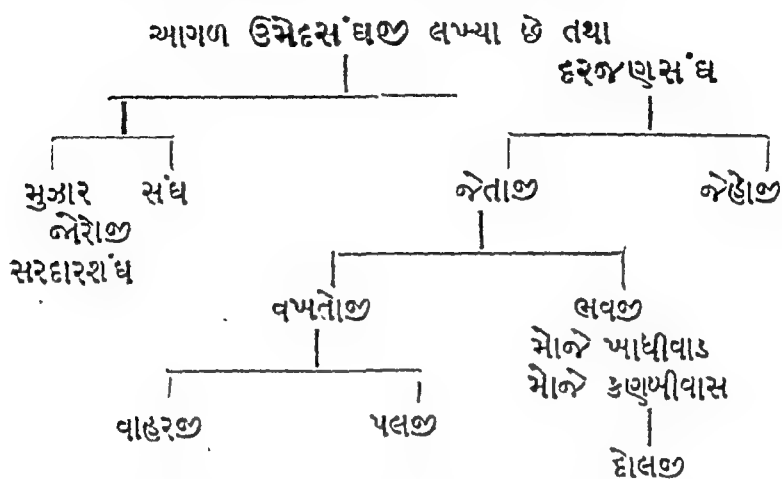 આગળ ઉમેદસંઘજી લખ્યા છે તથા
દરજણસંઘ
મુઝાર સંઘ જેતાજી જેહોજી
જોરોજી
સરદારશંઘ
વખતોજી ભવજી
મોજે ખાધીવાડ
મોજે કણબીવાસ
વાહરજી પલજી
દોલજી